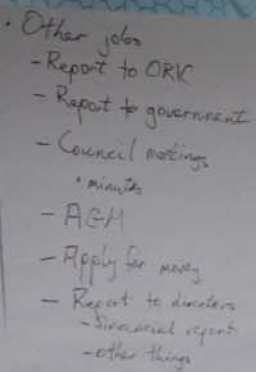 • Other jobs
- Report to ORIC
- Report to government
- Council meetings
• minutes
- AGM
- Apply for money
- Report to directors
- financial report
- other things